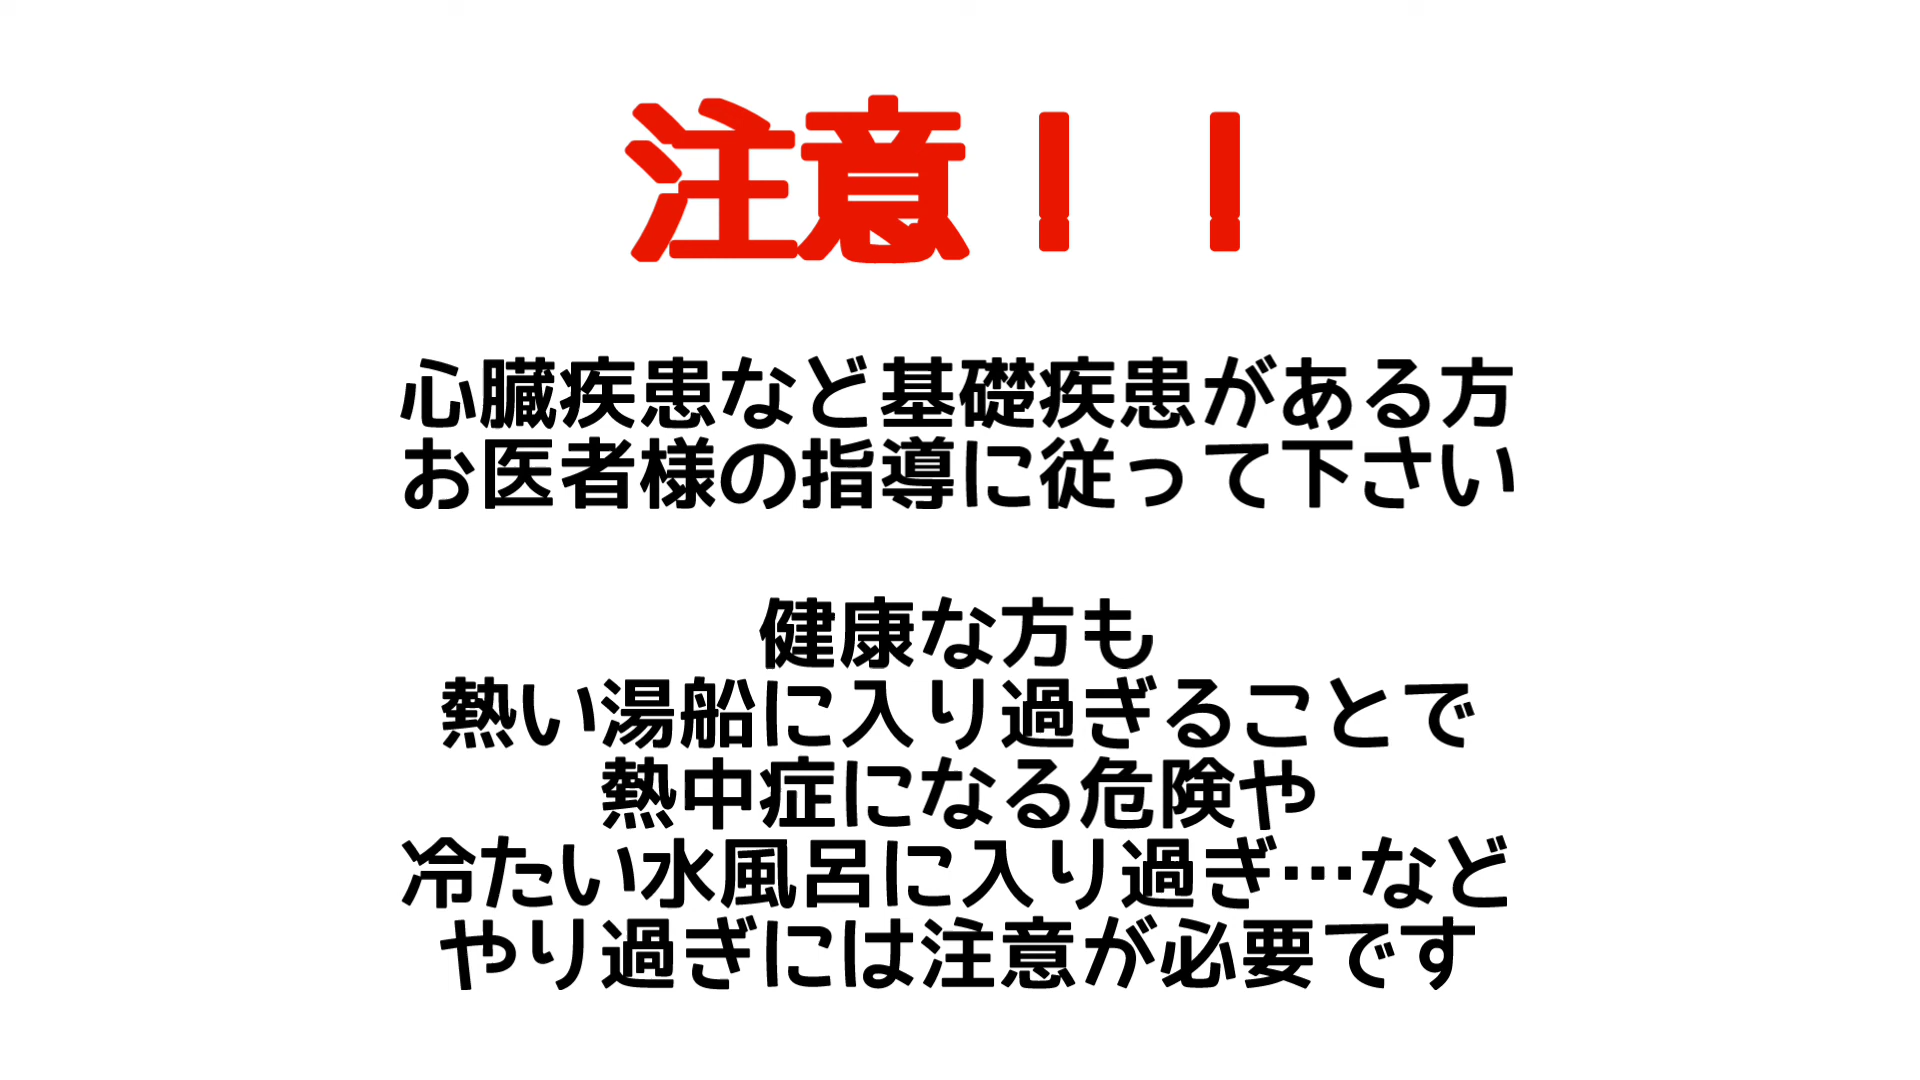 注意！！
心臓疾患など基礎疾患がある方
お医者様の指導に従って下さい
健康な方も
熱い湯船に入り過ぎることで
熱中症になる危険や
冷たい水風呂に入り過ぎ…など
やり過ぎには注意が必要です